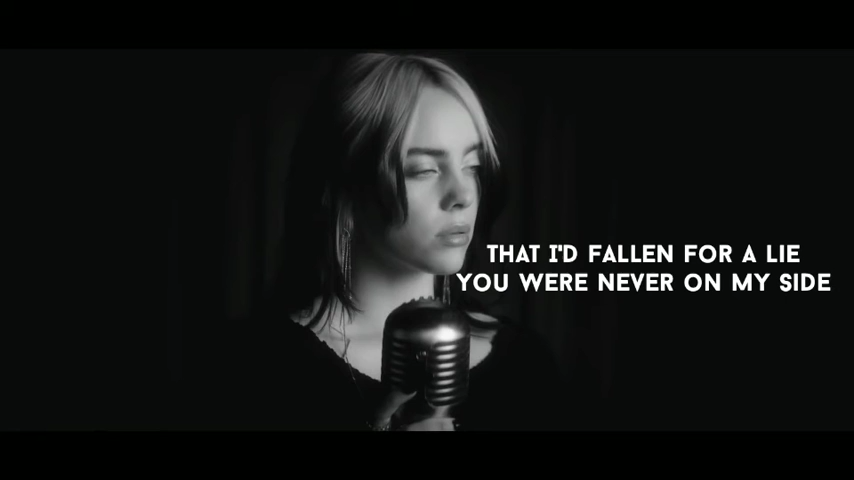 THAT I'D FALLEN FOR A LIE
YOU WERE NEVER ON MY SIDE